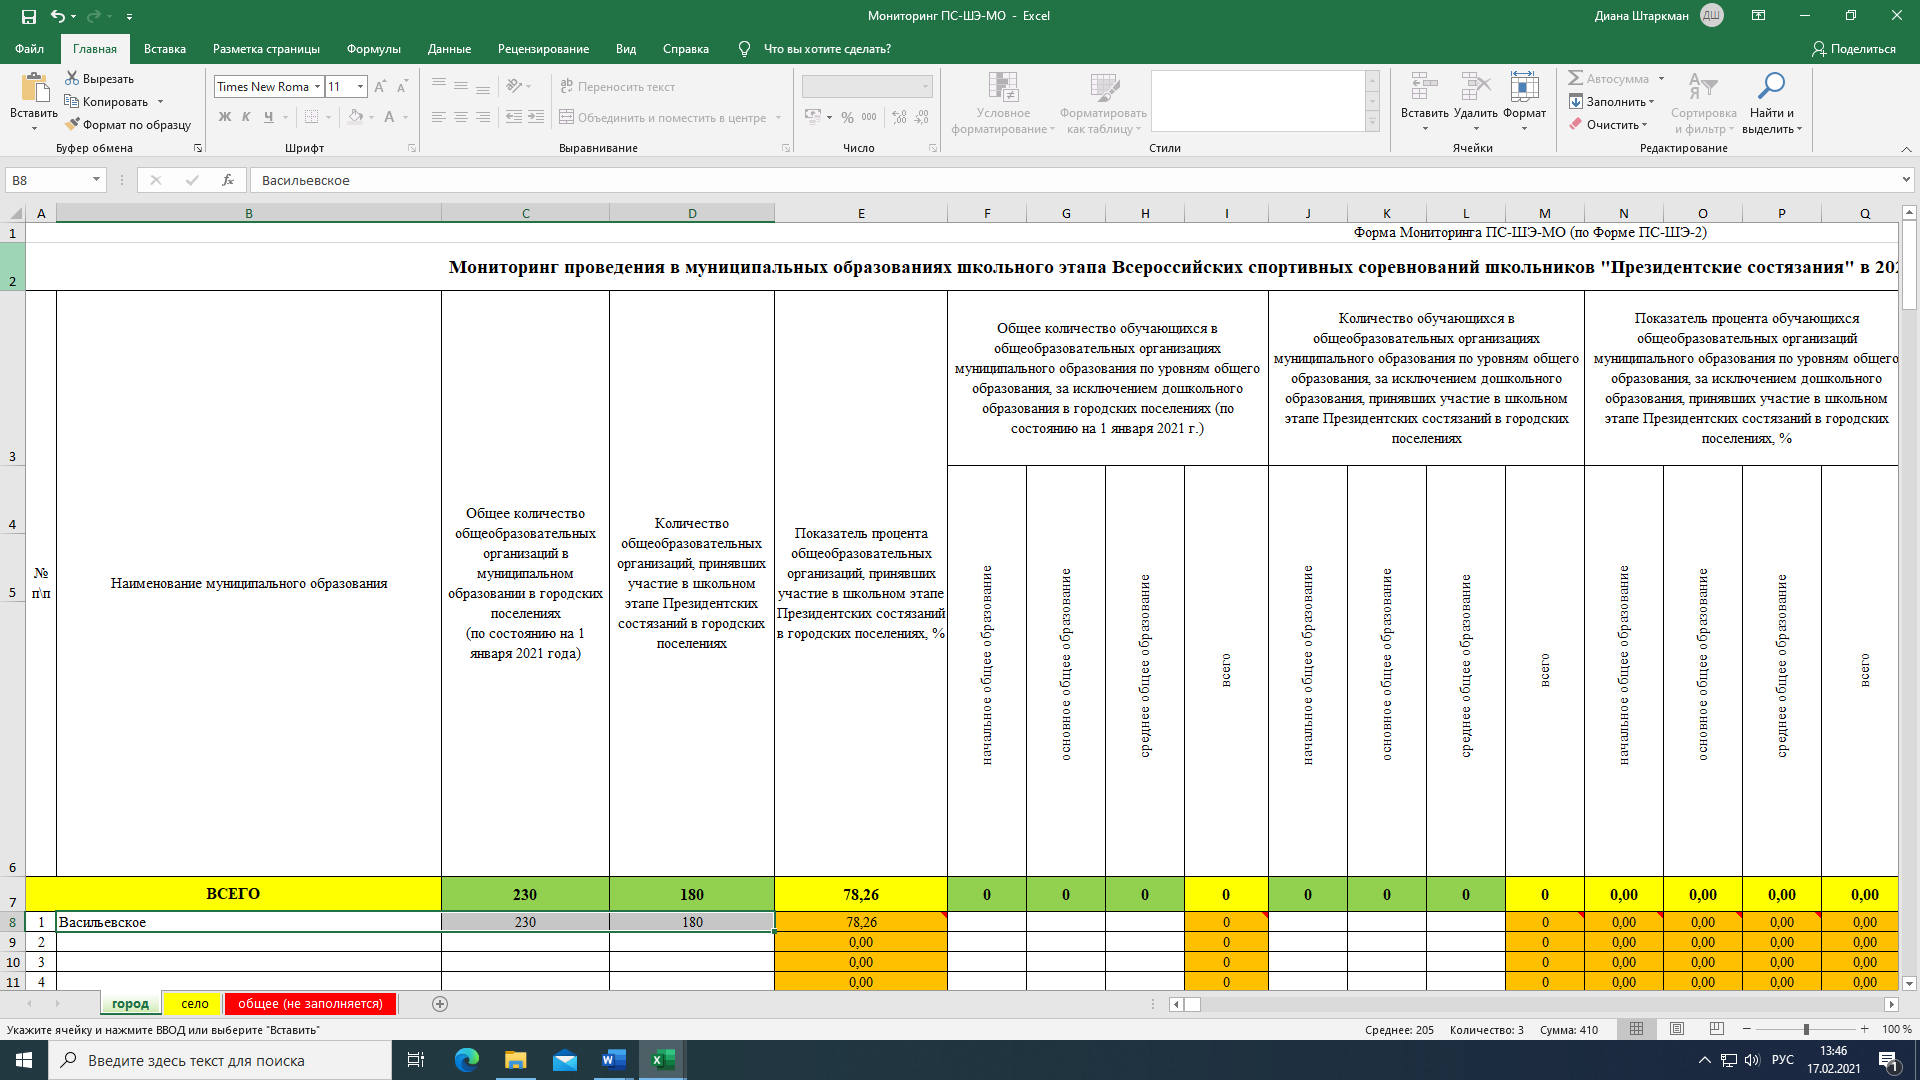 Мониторинг ПС-ШЭ-МО - Excel
Диана Штаркман
ДШ
Файл
Главная
Вставка
Разметка страницы
Формулы
Данные
Рецензирование
Вид
Справка
Что вы хотите сделать?
Поделиться
Вставить
Вырезать
Копировать
Формат по образцу
Буфер обмена
Times New Roma
11
Ж К Ч
Шрифт
Переносить текст
Объединить и поместить в центре
Выравнивание
% 000
Число
Условное
форматирование
Форматировать
как таблицу
Стили
Вставить
Удалить
Формат
Ячейки
Автосумма
Заполнить
Очистить
Сортировка
и фильтр
Найти и
выделить
Редактирование
B8
fx
Васильевское
A B C D E F G H I J K L M N O P Q
1
Форма Мониторинга ПС-ШЭ-МО (по Форме ПС-ШЭ-2)
2
Мониторинг проведения в муниципальных образованиях школьного этапа Всероссийских спортивных соревнований школьников "Президентские состязания" в 202
3
4
5
6
№
п\п
Наименование муниципального образования
Общее количество
общеобразовательных
организаций в
муниципальном
образовании в городских
поселениях
(по состоянию на 1
января 2021 года)
Количество
общеобразовательных
организаций, принявших
участие в школьном
этапе Президентских
состязаний в городских
поселениях
Показатель процента
общеобразовательных
организаций, принявших
участие в школьном этапе
Президентских состязаний
в городских поселениях, %
Общее количество обучающихся в
общеобразовательных организациях
муниципального образования по уровням общего
образования, за исключением дошкольного
образования в городских поселениях (по
состоянию на 1 января 2021 г.)
Количество обучающихся в
общеобразовательных организациях
муниципального образования по уровням общего
образования, за исключением дошкольного
образования, принявших участие в школьном
этапе Президентских состязаний в городских
поселениях
Показатель процента обучающихся
общеобразовательных организаций
муниципального образования по уровням общего
образования, за исключением дошкольного
образования, принявших участие в школьном
этапе Президентских состязаний в городских
поселениях, %
начальное общее образование
основное общее образование
среднее общее образование
всего
начальное общее образование
основное общее образование
среднее общее образование
всего
начальное общее образование
основное общее образование
среднее общее образование
всего
7 ВСЕГО 230 180 78,26 0 0 0 0 0 0 0 0 0,00 0,00 0,00 0,00
8 1 Васильевское 230 180 78,26 0 0 0,00 0,00 0,00 0,00
9 2 0,00 0 0 0,00 0,00 0,00 0,00
10 3 0,00 0 0 0,00 0,00 0,00 0,00
11 4 0,00 0 0 0,00 0,00 0,00 0,00
город
село
общее (не заполняется)
Укажите ячейку и нажмите ВВОД или выберите "Вставить"
Среднее: 205
Количество: 3
Сумма: 410
100 %
Введите здесь текст для поиска
РУС
13:46
17.02.2021
1